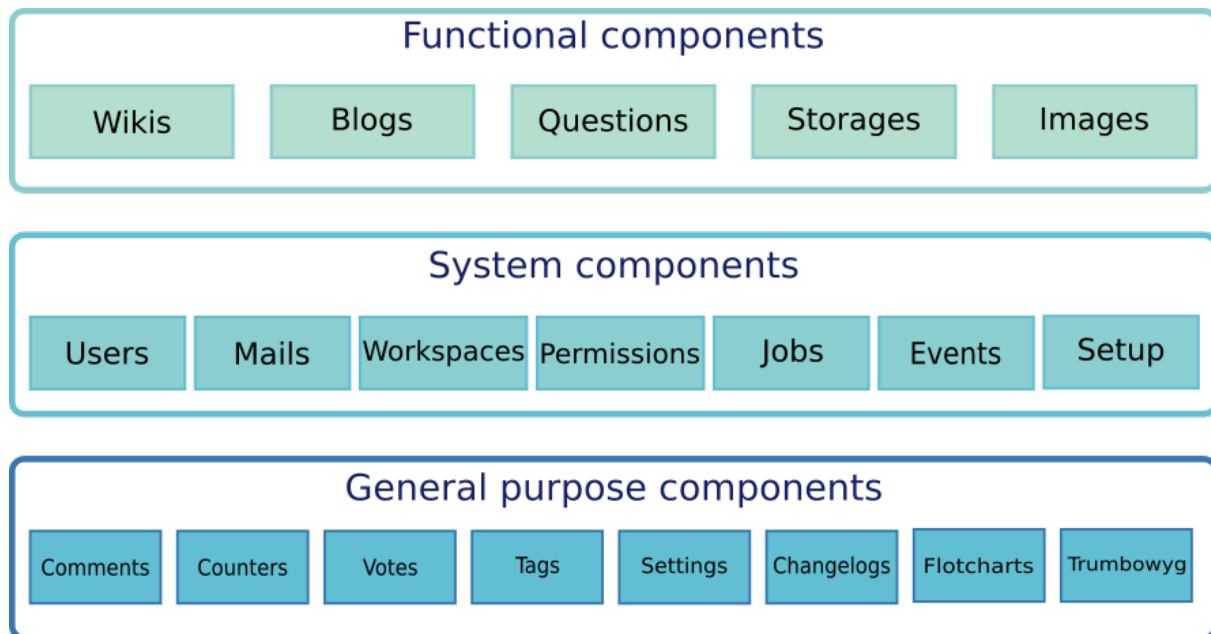 Functional components
Wikis Blogs Questions Storages Images
System components
Users Mails Workspaces Permissions Jobs Events Setup
General purpose components
Comments Counters Votes Tags Settings Changelogs Flotcharts Trumbowyg